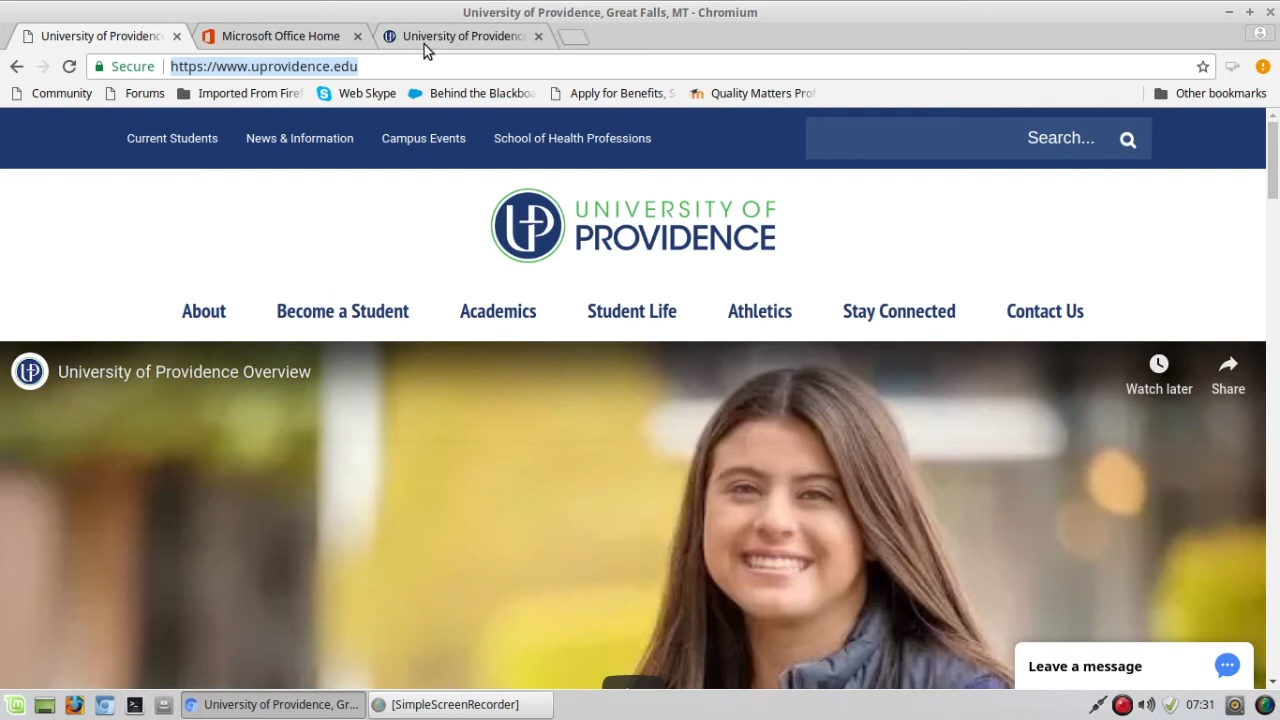 University of Providence, Great Falls, MT - Chromium
University of Providenc
Microsoft Office Home
University of Providence
Secure
https://www.uprovidence.edu
Community
Forums
Imported From Firef
Web Skype
Behind the Blackboa
Apply for Benefits, S
Quality Matters Prof
Other bookmarks
Current Students
News & Information
Campus Events
School of Health Professions
Search...
UNIVERSITY OF
PROVIDENCE
About
Become a Student
Academics
Student Life
Athletics
Stay Connected
Contact Us
UP
University of Providence Overview
Watch later
Share
Leave a message
University of Providence, Gr...
[SimpleScreenRecorder]
07:31